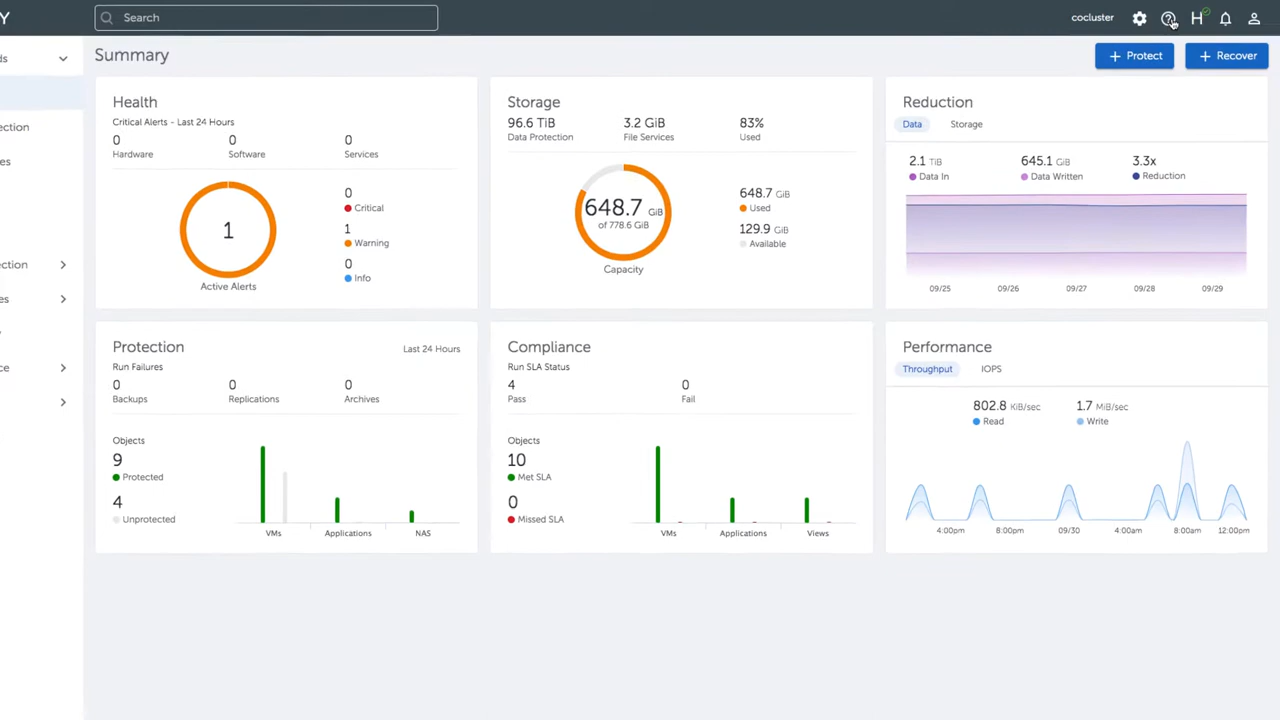 Y
Search
cocluster
H
ds
ction
es
ction
es
ce
Summary
+ Protect
+ Recover
Health
Critical Alerts - Last 24 Hours
0 0 0
Hardware Software Services
1
Active Alerts
0
Critical
1
Warning
0
Info
Storage
96.6 TiB 3.2 GiB 83%
Data Protection File Services Used
648.7 GiB
of 778.6 GiB
Capacity
648.7 GiB
Used
129.9 GiB
Available
Reduction
Data Storage
2.1 TiB 645.1 GiB 3.3x
Data In Data Written Reduction
09/25 09/26 09/27 09/28 09/29
Protection Last 24 Hours
Run Failures
0 0 0
Backups Replications Archives
Objects
9
Protected
4
Unprotected
VMs Applications NAS
Compliance
Run SLA Status
4 0
Pass Fail
Objects
10
Met SLA
0
Missed SLA
VMs Applications Views
Performance
Throughput IOPS
802.8 KiB/sec 1.7 MiB/sec
Read Write
4:00pm 8:00pm 09/30 4:00am 8:00am 12:00pm